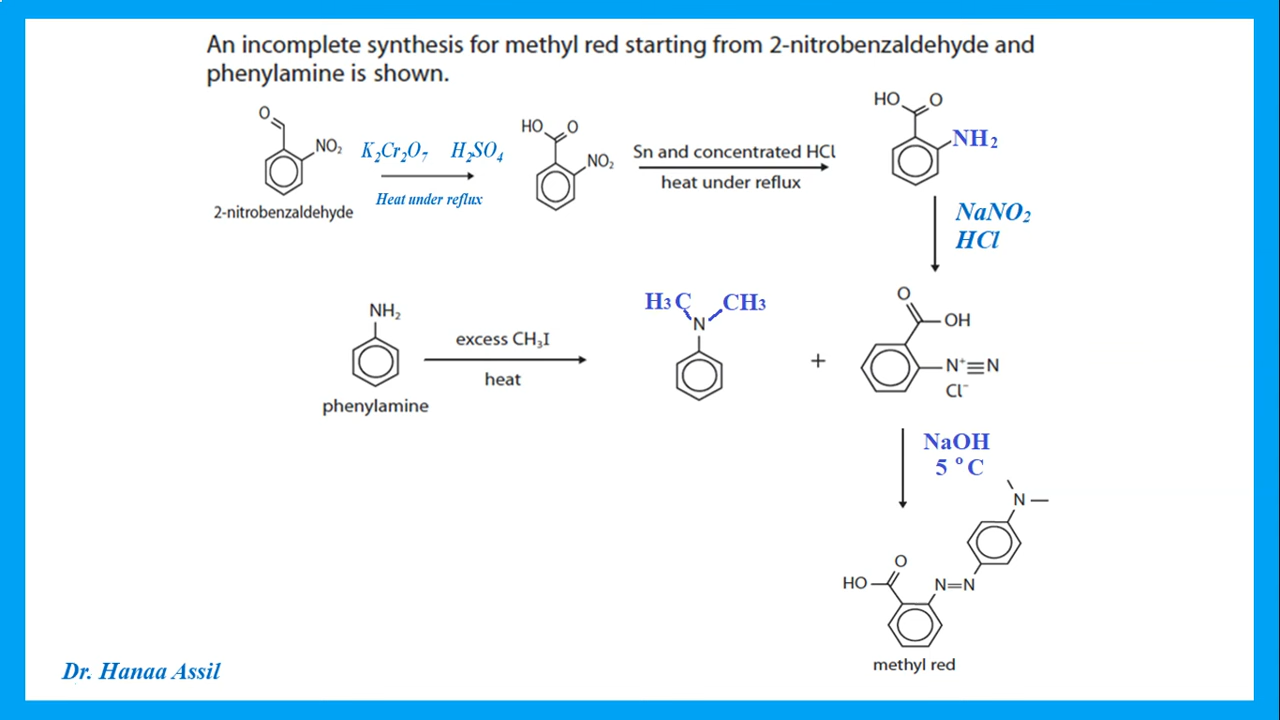 An incomplete synthesis for methyl red starting from 2-nitrobenzaldehyde and
phenylamine is shown.
O
NO₂
2-nitrobenzaldehyde
K₂Cr₂O₇ H₂SO₄
Heat under reflux
HO O
NO₂
Sn and concentrated HCl
heat under reflux
HO O
NH₂
NaNO₂
HCl
NH₂
phenylamine
excess CH₃I
heat
H3C CH3
N
+
O
OH
N⁺≡N
Cl⁻
NaOH
5 °C
N
O
HO
N=N
methyl red
Dr. Hanaa Assil